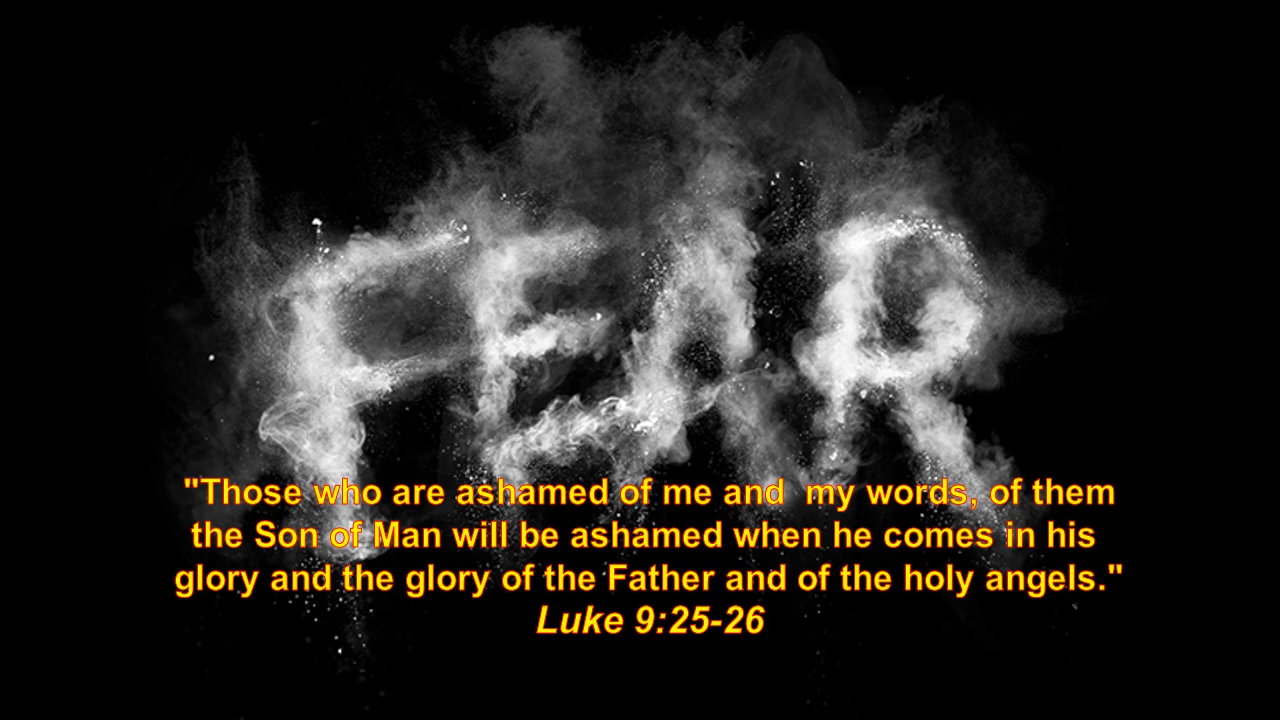 FEAR
"Those who are ashamed of me and  my words, of them
the Son of Man will be ashamed when he comes in his
glory and the glory of the Father and of the holy angels."
Luke 9:25-26